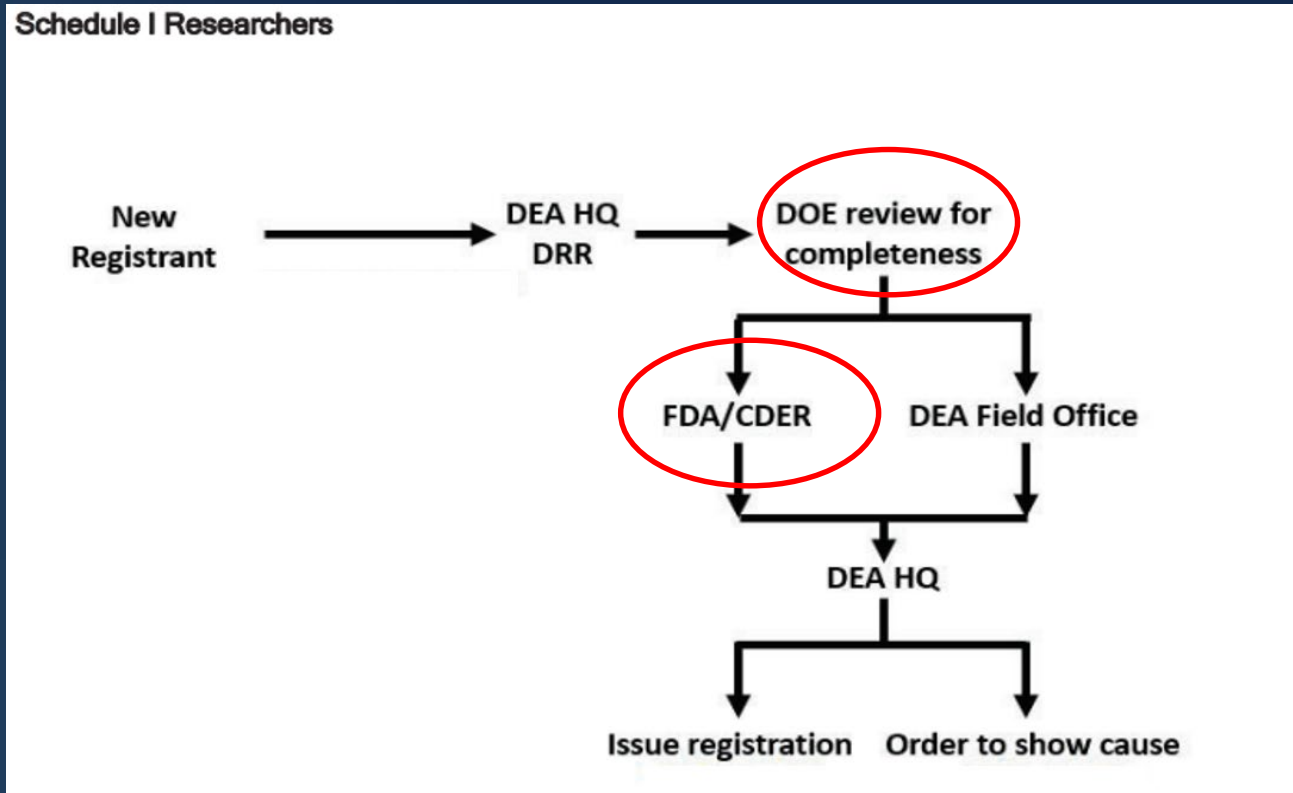 Schedule I Researchers
New
Registrant
DEA HQ
DRR
DOE review for
completeness
FDA/CDER
DEA Field Office
DEA HQ
Issue registration
Order to show cause